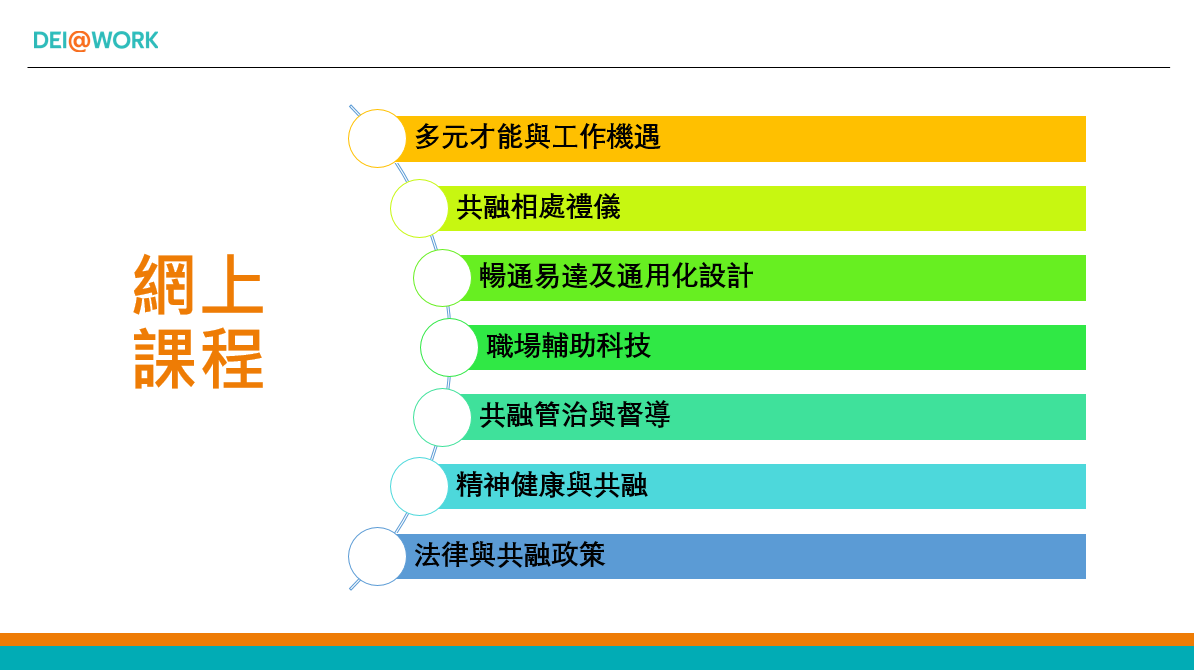 DEI@WORK
網上
課程
多元才能與工作機遇
共融相處禮儀
暢通易達及通用化設計
職場輔助科技
共融管治與督導
精神健康與共融
法律與共融政策